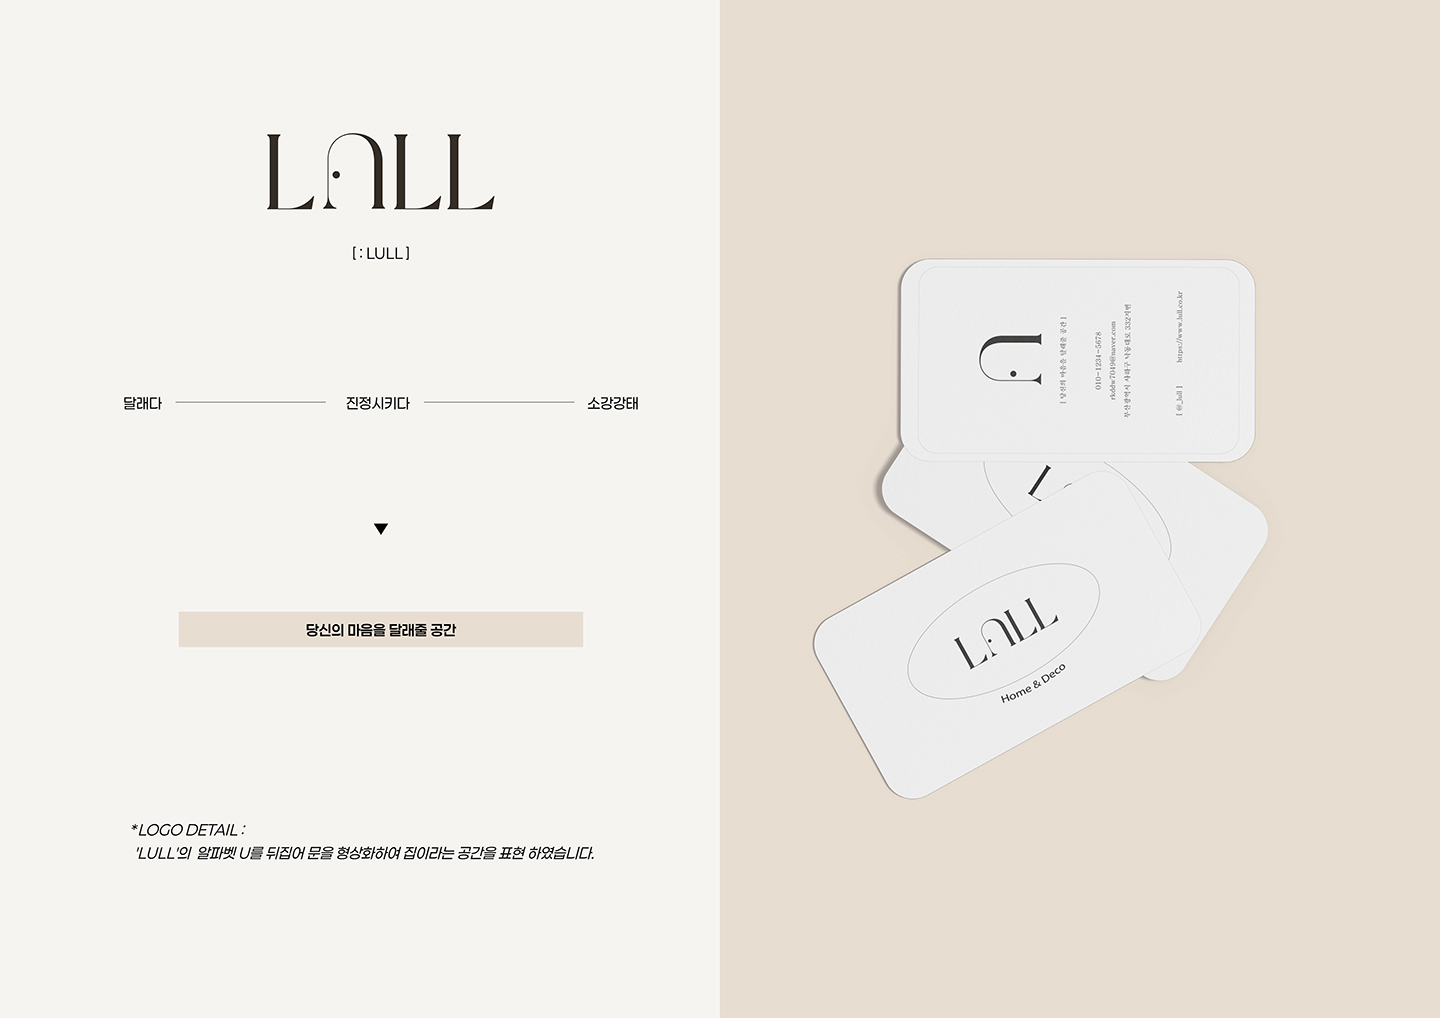 LULL
[ : LULL ]
달래다
진정시키다
소강강태
▼
당신의 마음을 달래줄 공간
*LOGO DETAIL :
'LULL'의 알파벳 U를 뒤집어 문을 형상화하여 집이라는 공간을 표현 하였습니다.
U
[ 당신의 마음을 달래줄 공간 ]
010-1234-5678
부산광역시 사하구 낙동대로 332거번
[ @_lull ] https://www.lull.co.kr
L
LULL
Home & Deco